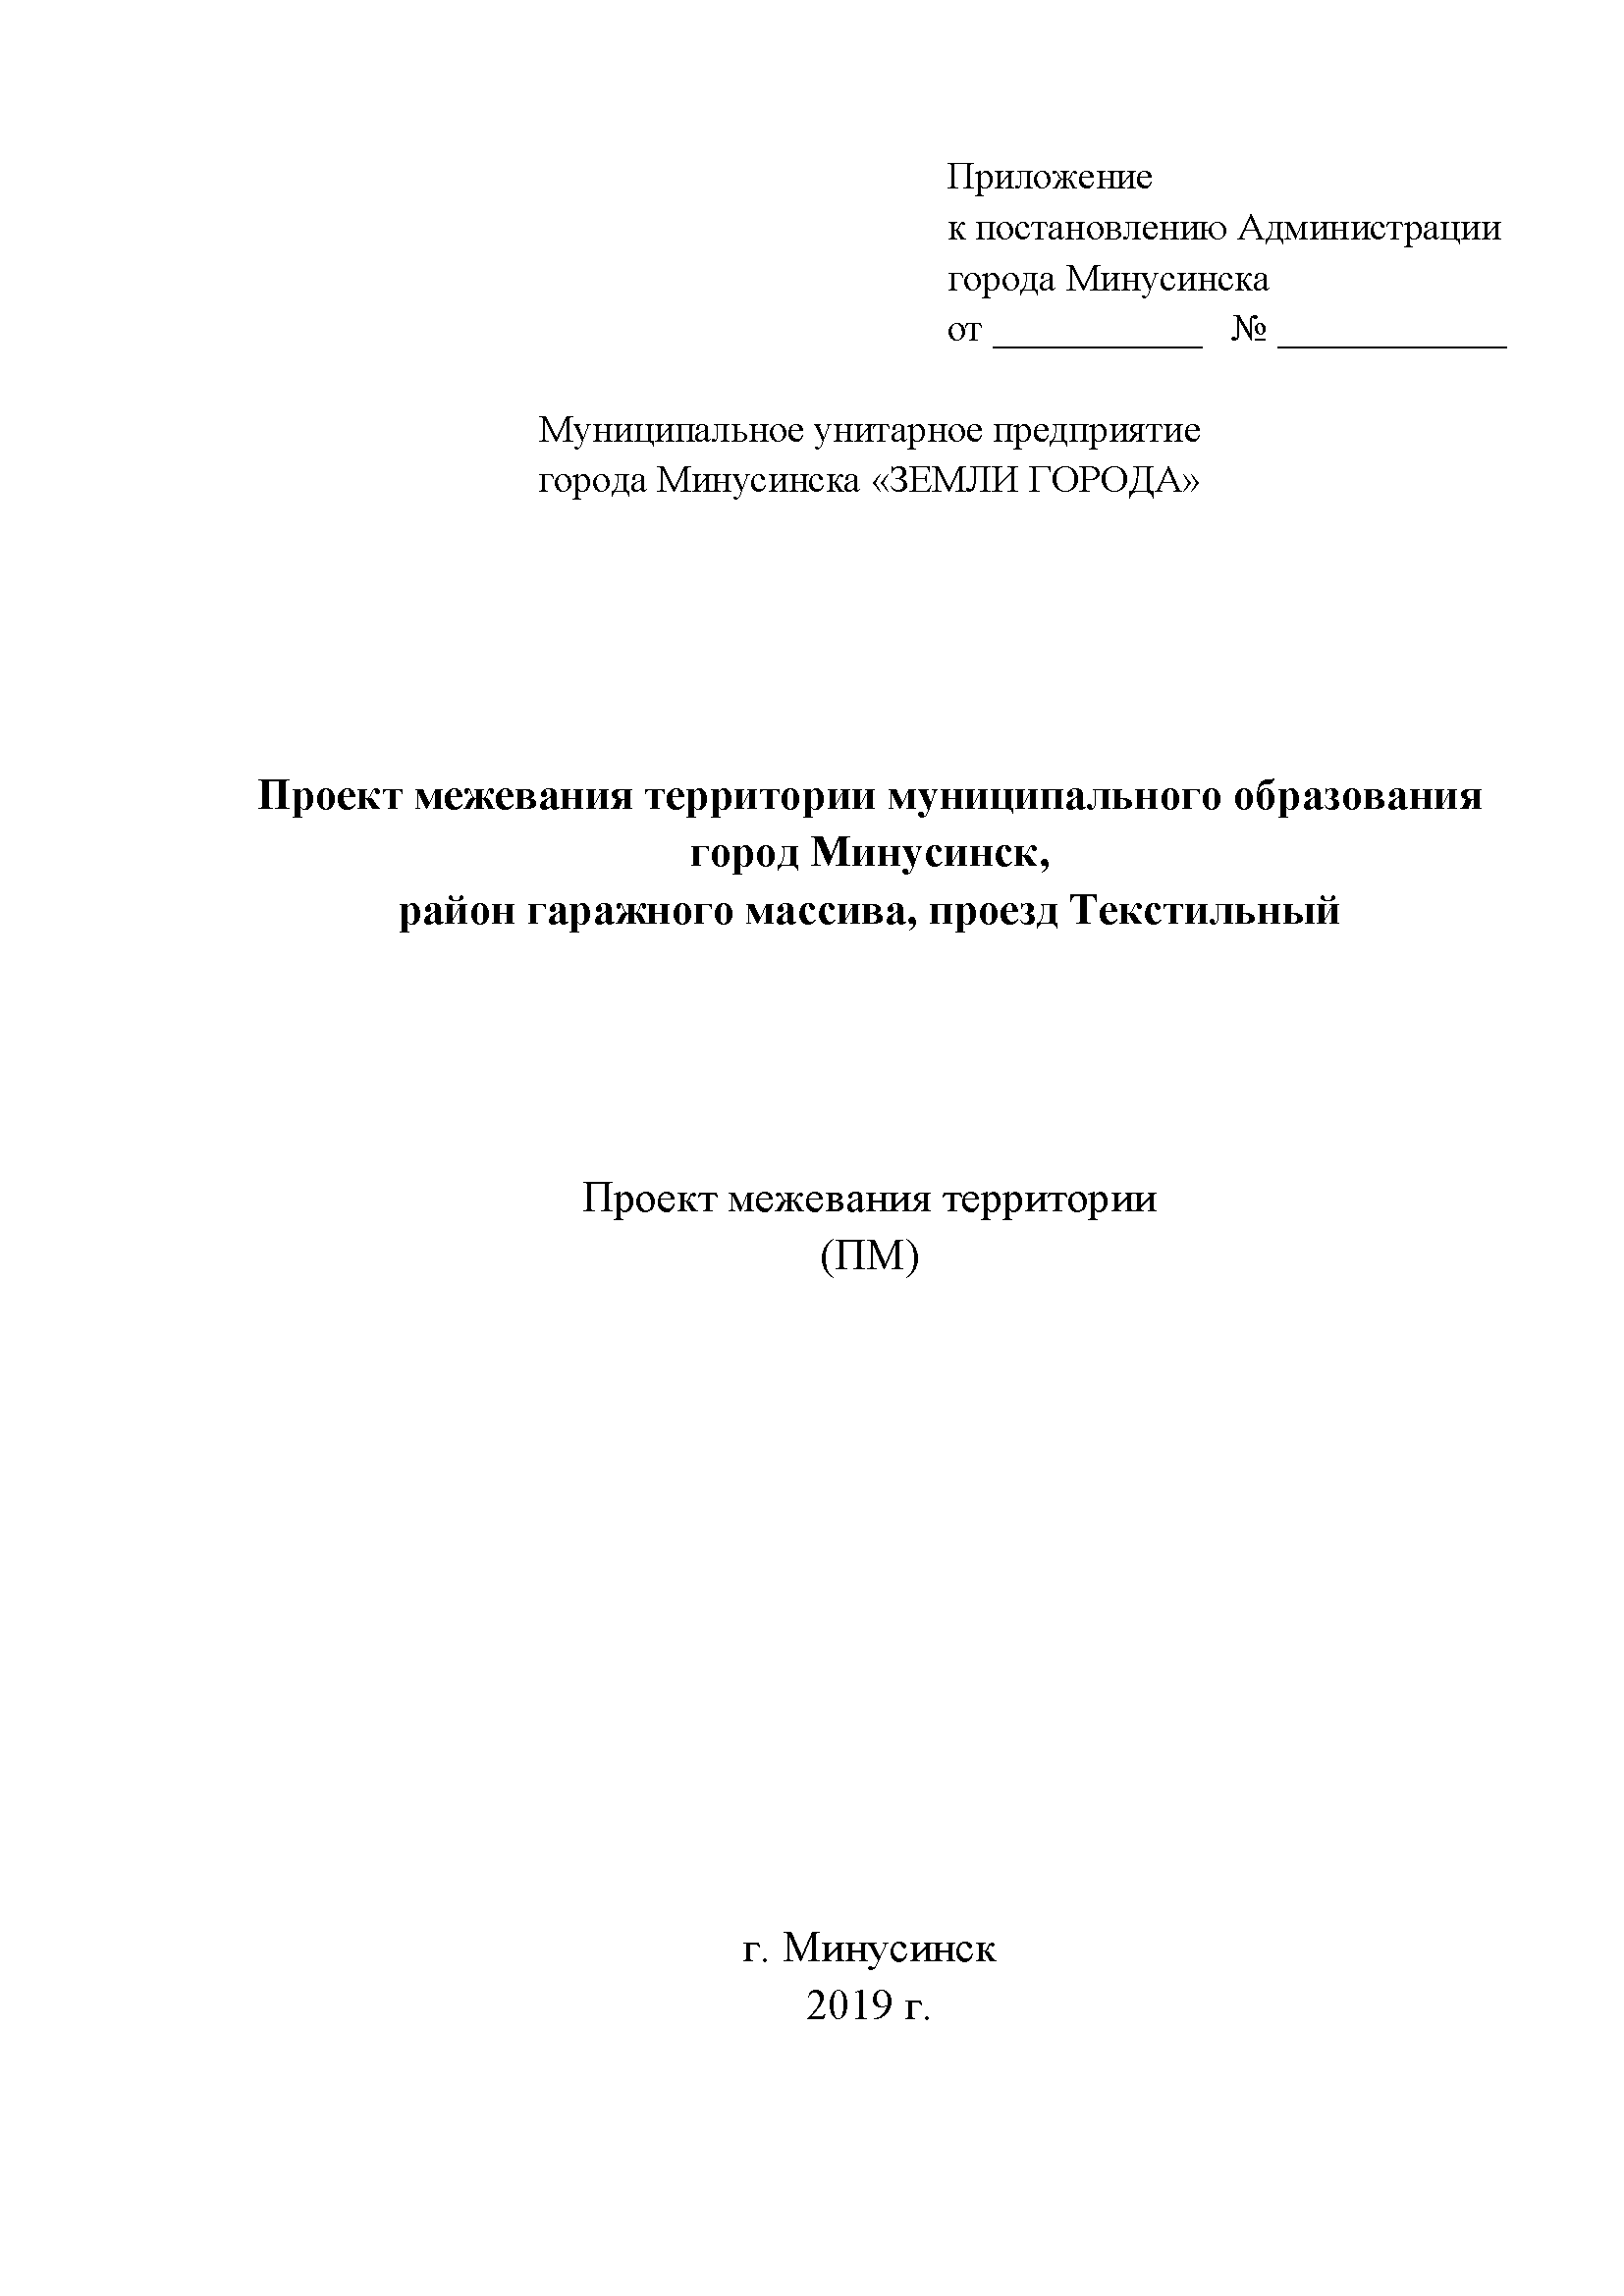 Приложение
к постановлению Администрации
города Минусинска
от ___________ № ____________
Муниципальное унитарное предприятие
города Минусинска «ЗЕМЛИ ГОРОДА»
Проект межевания территории муниципального образования
город Минусинск,
район гаражного массива, проезд Текстильный
Проект межевания территории
(ПМ)
г. Минусинск
2019 г.